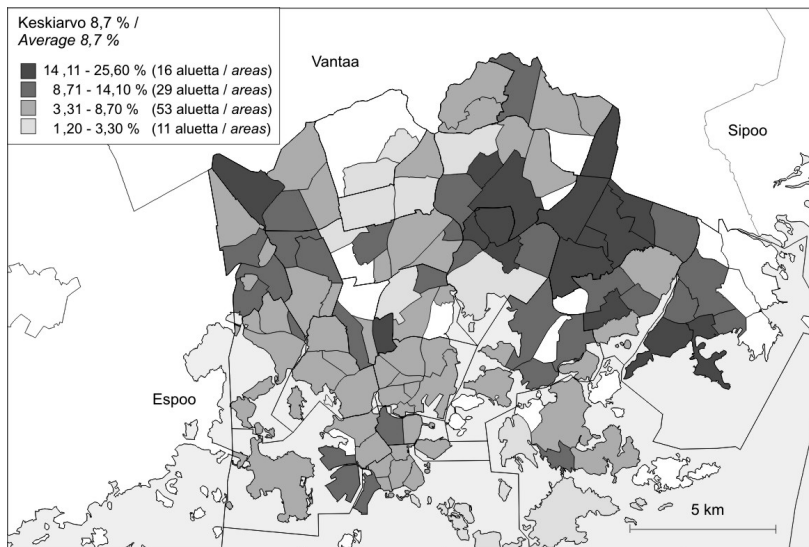 Keskiarvo 8,7 % /
Average 8,7 %
14 ,11 - 25,60 % (16 aluetta / areas)
8,71 - 14,10 % (29 aluetta / areas)
3,31 - 8,70 % (53 aluetta / areas)
1,20 - 3,30 % (11 aluetta / areas)
Vantaa
Sipoo
Espoo
5 km